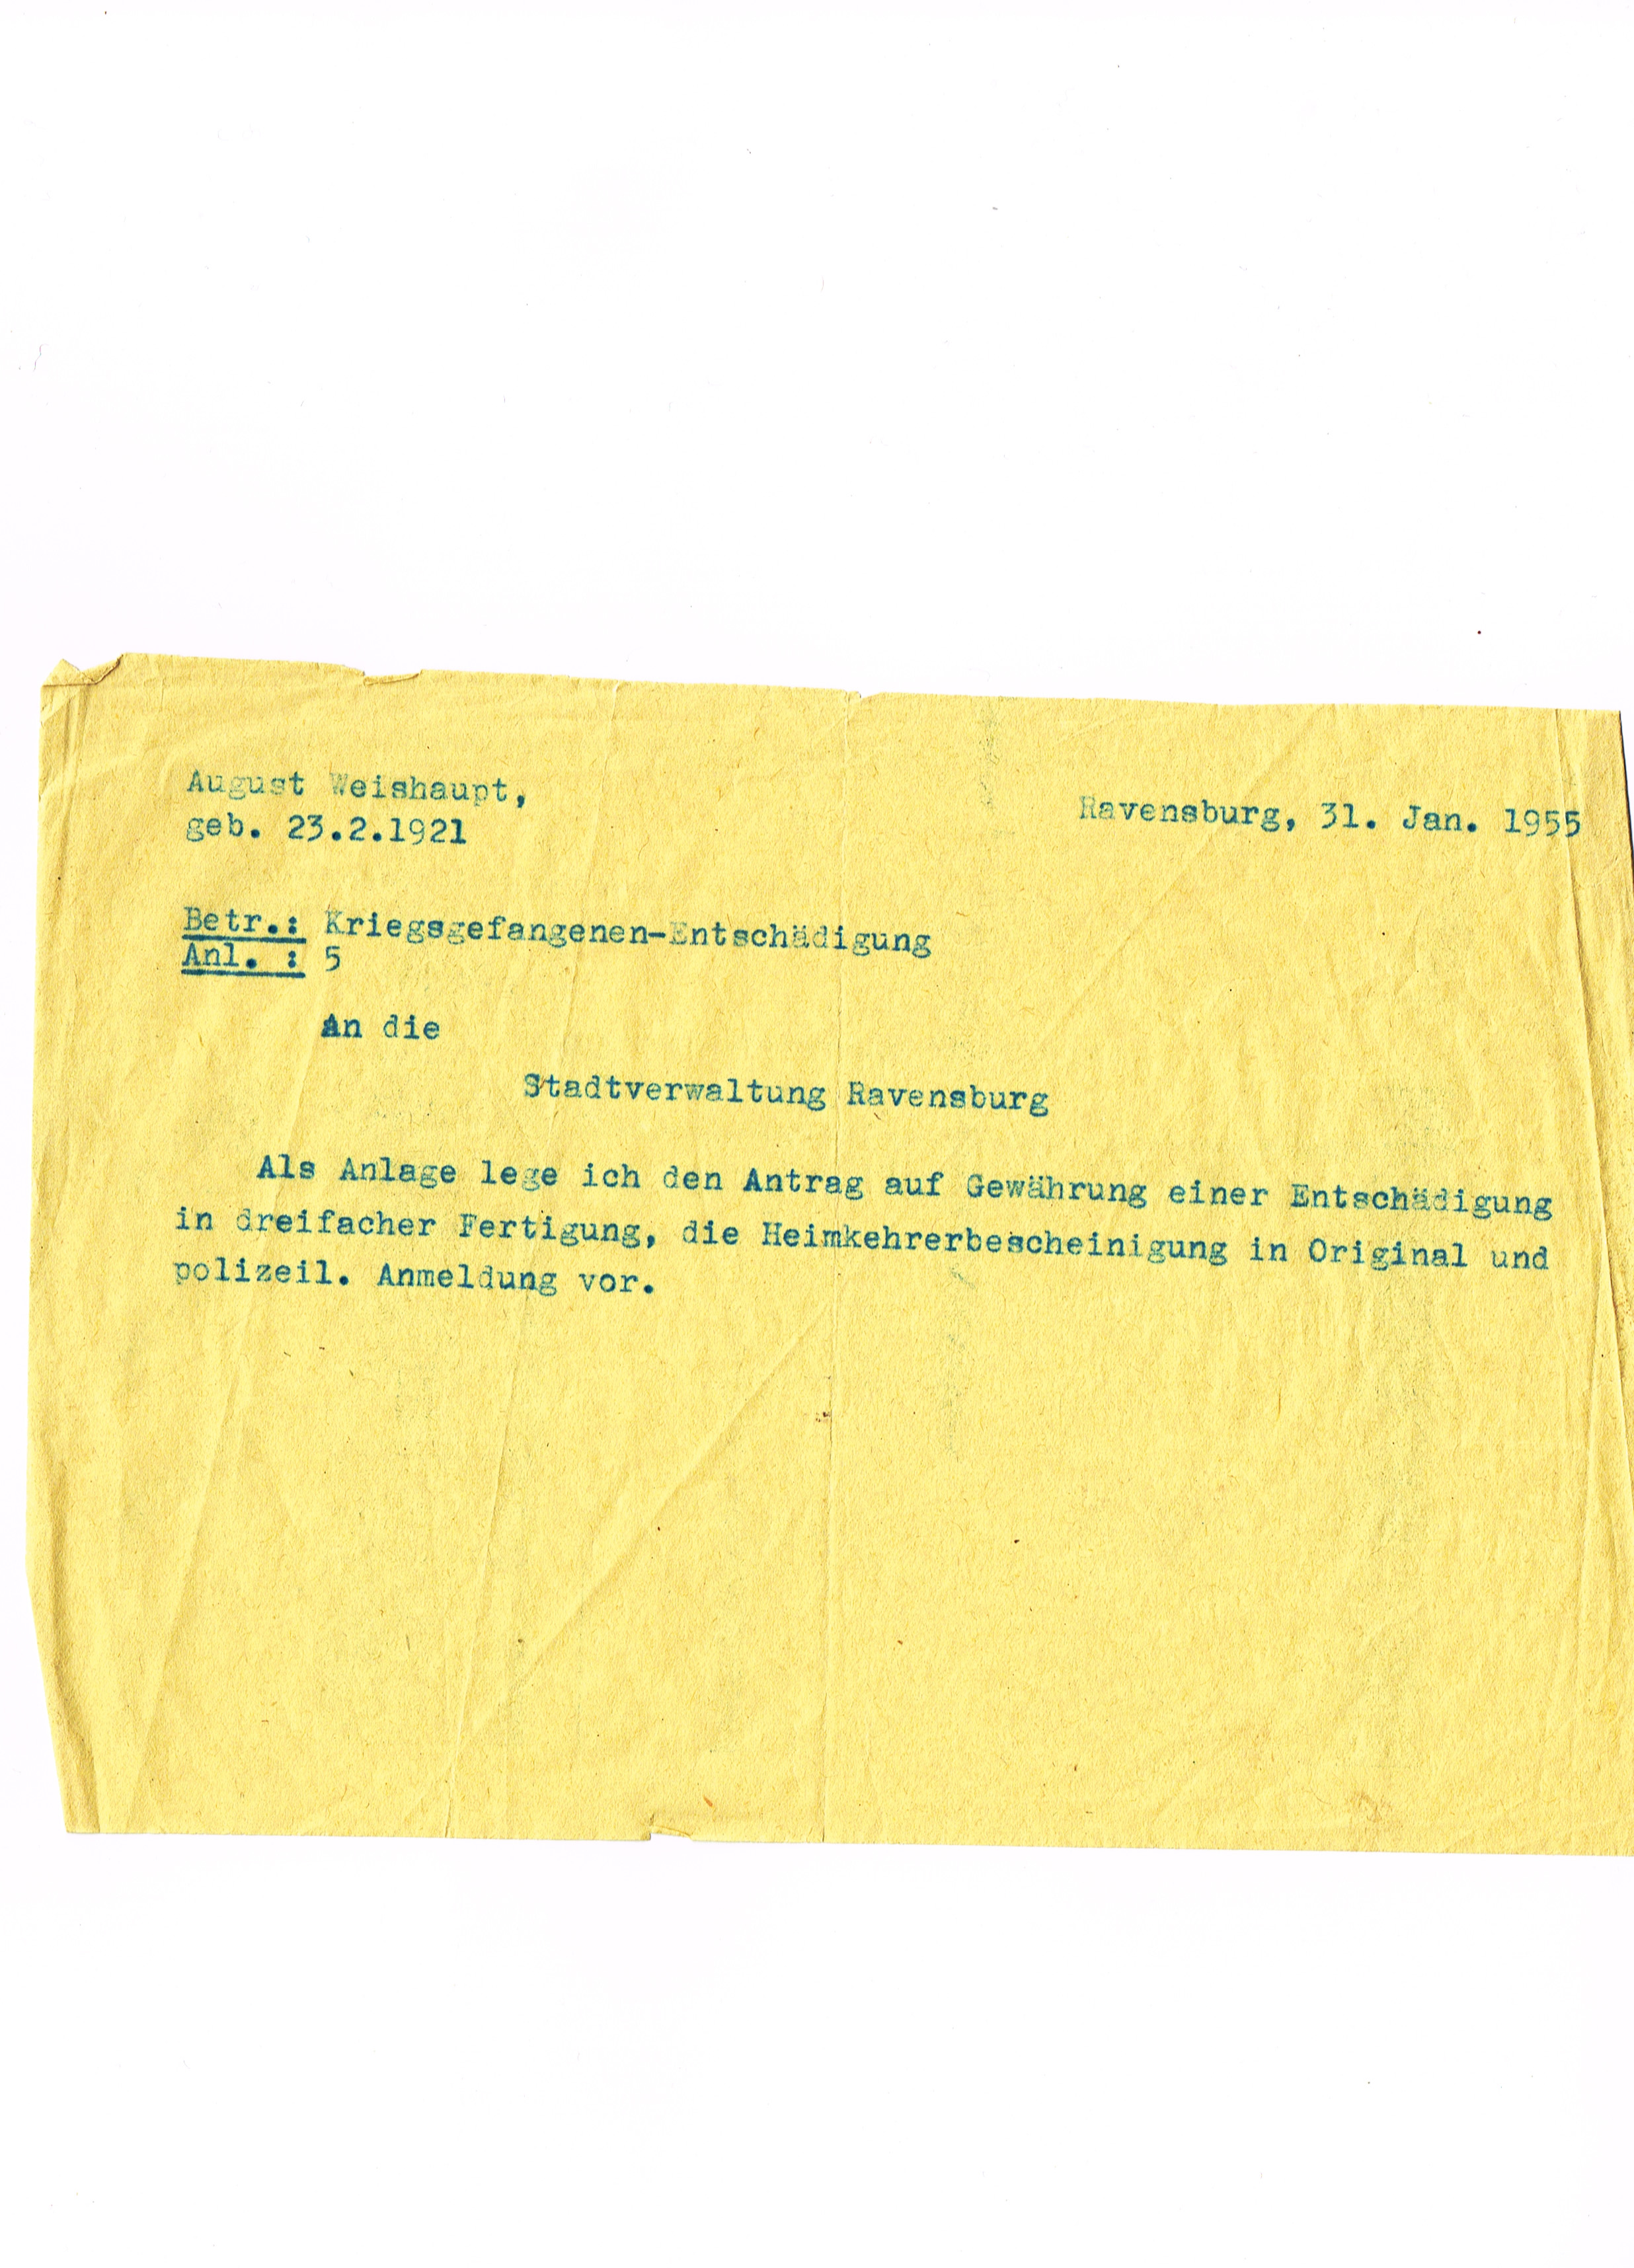 August Weishaupt,
geb. 23.2.1921
Ravensburg, 31. Jan. 1955
Betr.: Kriegsgefangenen-Entschädigung
Anl. : 5
An die
Stadtverwaltung Ravensburg
Als Anlage lege ich den Antrag auf Gewährung einer Entschädigung
in dreifacher Fertigung, die Heimkehrerbescheinigung in Original und
polizeil. Anmeldung vor.